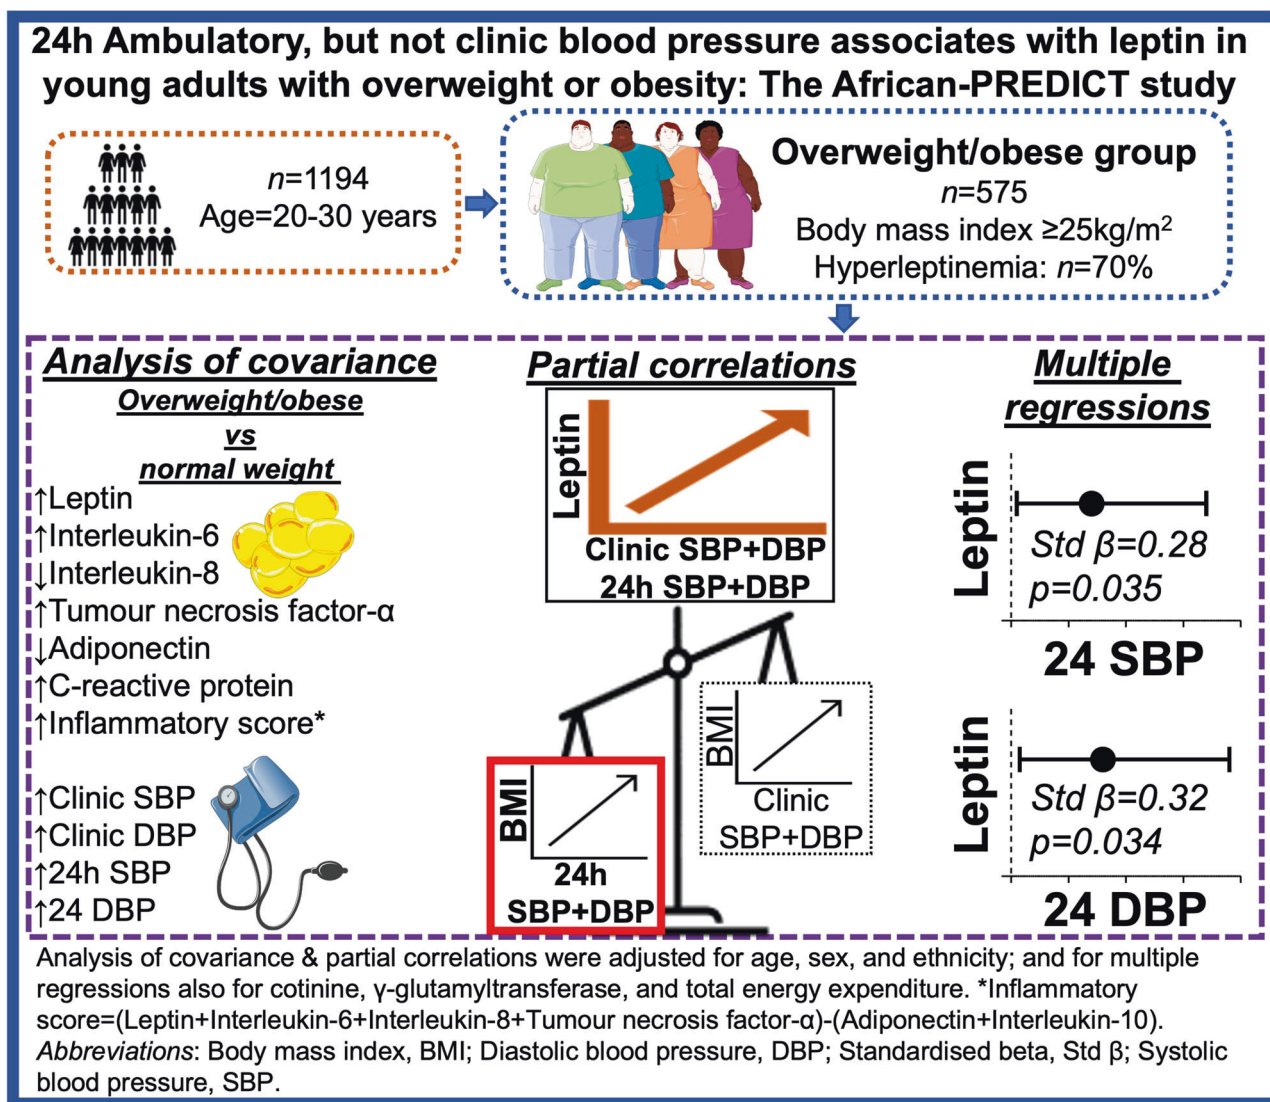 24h Ambulatory, but not clinic blood pressure associates with leptin in
young adults with overweight or obesity: The African-PREDICT study
n=1194
Age=20-30 years
Overweight/obese group
n=575
Body mass index ≥25kg/m²
Hyperleptinemia: n=70%
Analysis of covariance
Overweight/obese
vs
normal weight
↑Leptin
↑Interleukin-6
↓Interleukin-8
↑Tumour necrosis factor-α
↓Adiponectin
↑C-reactive protein
↑Inflammatory score*
↑Clinic SBP
↑Clinic DBP
↑24h SBP
↑24 DBP
Partial correlations
Leptin
Clinic SBP+DBP
24h SBP+DBP
BMI
24h
SBP+DBP
BMI
Clinic
SBP+DBP
Multiple
regressions
Leptin
Std β=0.28
p=0.035
24 SBP
Leptin
Std β=0.32
p=0.034
24 DBP
Analysis of covariance & partial correlations were adjusted for age, sex, and ethnicity; and for multiple
regressions also for cotinine, γ-glutamyltransferase, and total energy expenditure. *Inflammatory
score=(Leptin+Interleukin-6+Interleukin-8+Tumour necrosis factor-α)-(Adiponectin+Interleukin-10).
Abbreviations: Body mass index, BMI; Diastolic blood pressure, DBP; Standardised beta, Std β; Systolic
blood pressure, SBP.